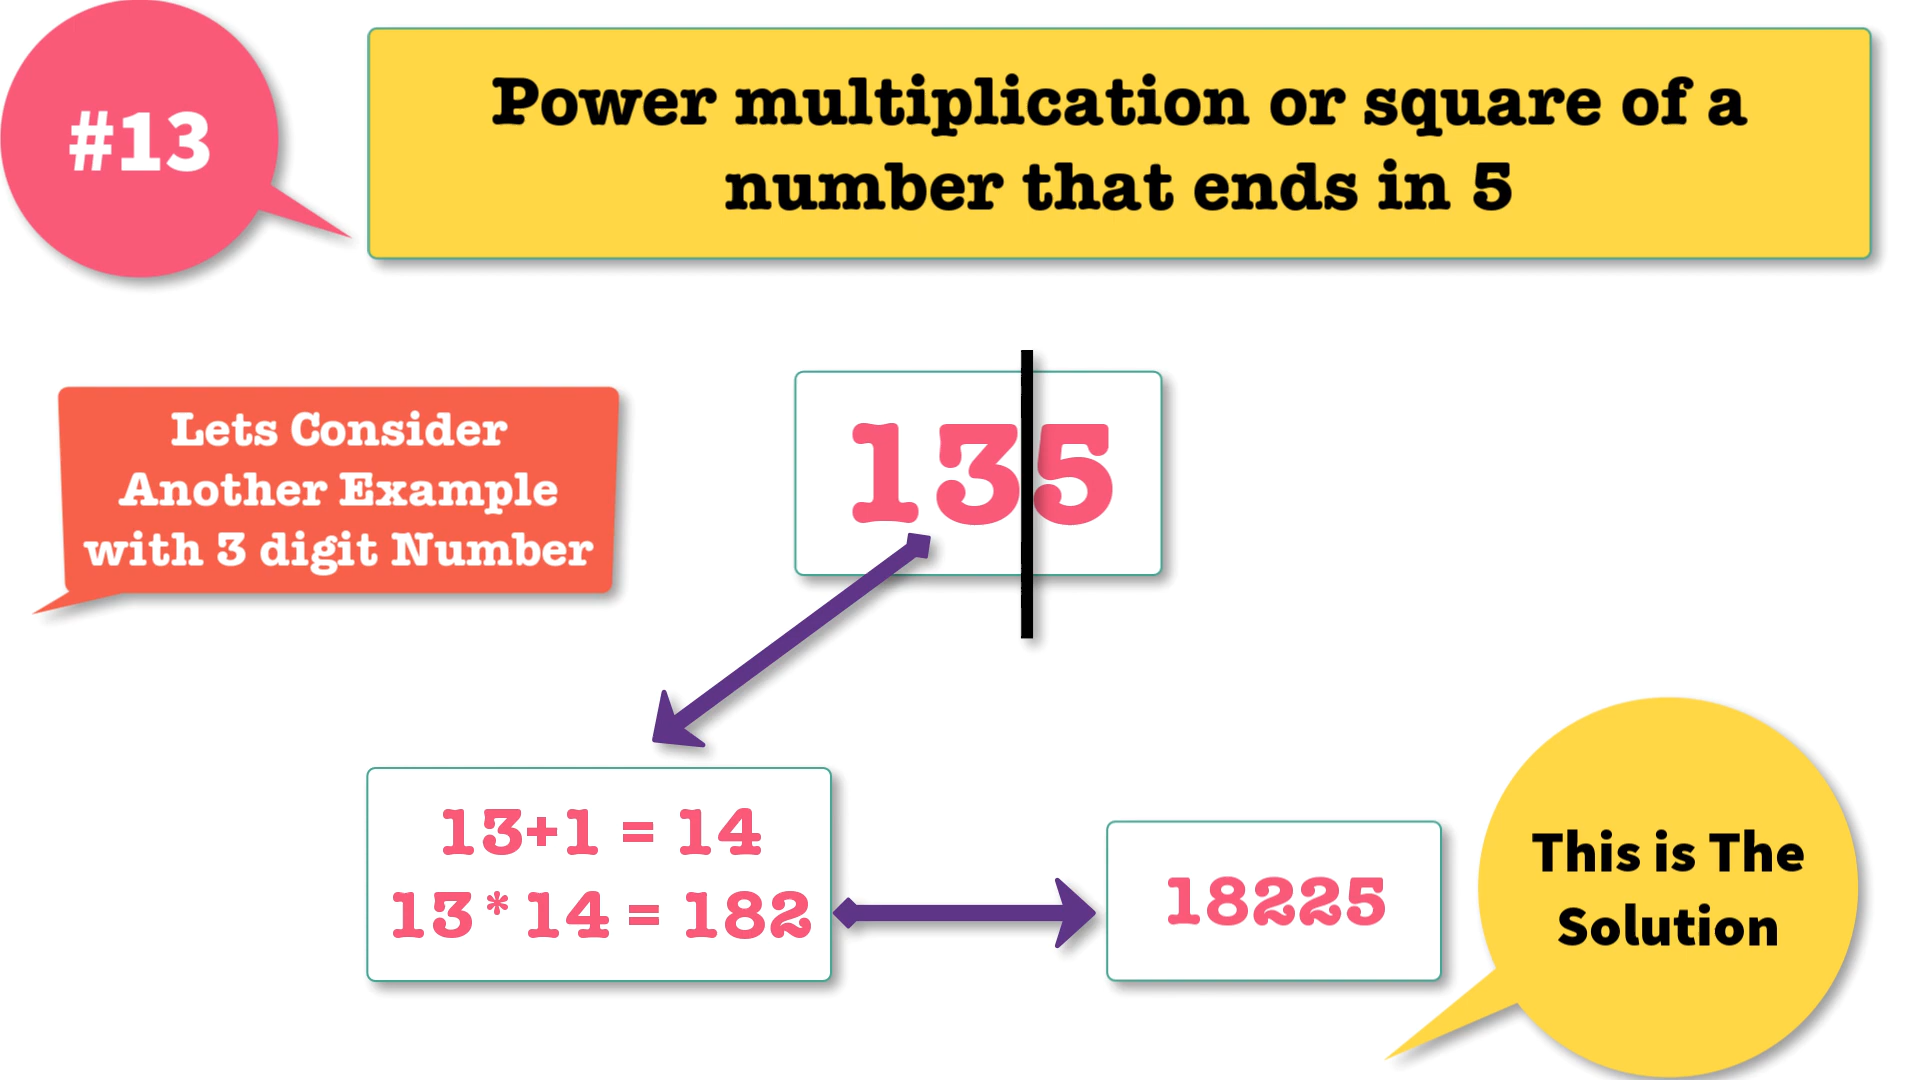 #13
Power multiplication or square of a
number that ends in 5
Lets Consider
Another Example
with 3 digit Number
135
13+1 = 14
13*14 = 182
18225
This is The
Solution